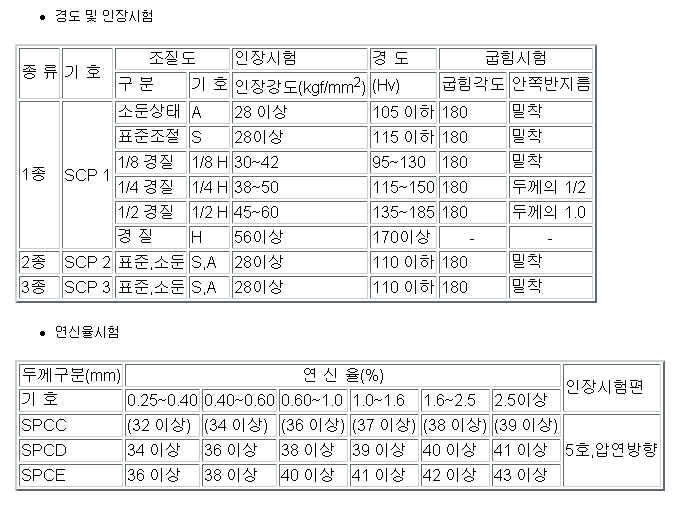 경도 및 인장시험
종 류 기 호 조질도 인장시험 경 도 굽힘시험
구 분 기 호 인장강도(kgf/mm2) (Hv) 굽힘각도 안쪽반지름
1종 SCP 1 소둔상태 A 28 이상 105 이하 180 밀착
표준조절 S 28이상 115 이하 180 밀착
1/8 경질 1/8 H 30~42 95~130 180 밀착
1/4 경질 1/4 H 38~50 115~150 180 두께의 1/2
1/2 경질 1/2 H 45~60 135~185 180 두께의 1.0
경 질 H 56이상 170이상 - -
2종 SCP 2 표준,소둔 S,A 28이상 110 이하 180 밀착
3종 SCP 3 표준,소둔 S,A 28이상 110 이하 180 밀착
연신율시험
두께구분(mm) 연 신 율(%) 인장시험편
기 호 0.25~0.40 0.40~0.60 0.60~1.0 1.0~1.6 1.6~2.5 2.5이상
SPCC (32 이상) (34 이상) (36 이상) (37 이상) (38 이상) (39 이상) 5호,압연방향
SPCD 34 이상 36 이상 38 이상 39 이상 40 이상 41 이상
SPCE 36 이상 38 이상 40 이상 41 이상 42 이상 43 이상